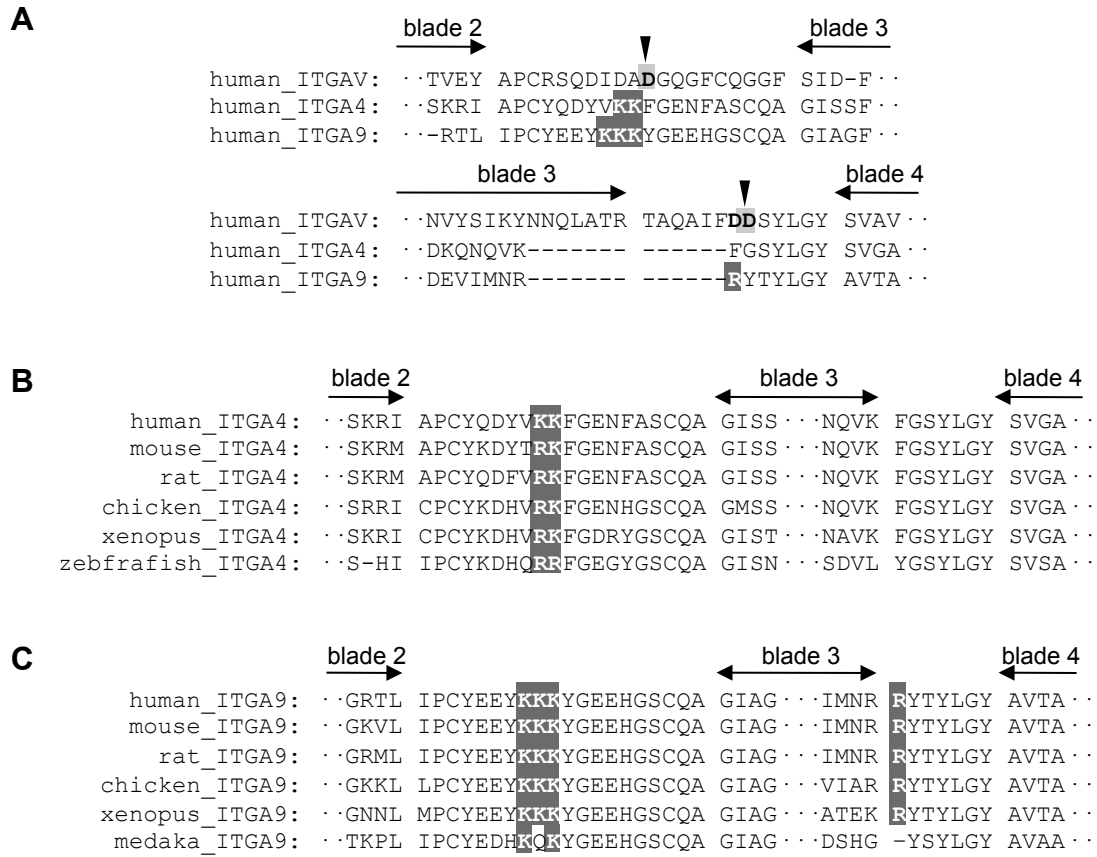 A
blade 2 blade 3
human_ITGAV: ··TVEY APCRSQDIDADGQGFCQGGF SID-F··
human_ITGA4: ··SKRI APCYQDYVKKFGENFASCQA GISSF··
human_ITGA9: ··-RTL IPCYEEYKKKYGEEHGSCQA GIAGF··
blade 3 blade 4
human_ITGAV: ··NVYSIKYNNQLATR TAQAIFDDSYLGY SVAV··
human_ITGA4: ··DKQNQVK------- ------FGSYLGY SVGA··
human_ITGA9: ··DEVIMNR------- ------RYTYLGY AVTA··
B
blade 2 blade 3 blade 4
human_ITGA4: ··SKRI APCYQDYVKKFGENFASCQA GISS···NQVK FGSYLGY SVGA··
mouse_ITGA4: ··SKRM APCYKDYTRKFGENFASCQA GISS···NQVK FGSYLGY SVGA··
rat_ITGA4: ··SKRM APCYQDFVRKFGENFASCQA GISS···NQVK FGSYLGY SVGA··
chicken_ITGA4: ··SRRI CPCYKDHVRKFGENHGSCQA GMSS···NQVK FGSYLGY SVGA··
xenopus_ITGA4: ··SKRI CPCYKDHVRKFGDRYGSCQA GIST···NAVK FGSYLGY SVGA··
zebfrafish_ITGA4: ··S-HI IPCYKDHQRRFGEGYGSCQA GISN···SDVL YGSYLGY SVSA··
C
blade 2 blade 3 blade 4
human_ITGA9: ··GRTL IPCYEEYKKKYGEEHGSCQA GIAG···IMNR RYTYLGY AVTA··
mouse_ITGA9: ··GKVL IPCYEEYKKKYGEEHGSCQA GIAG···IMNR RYTYLGY AVTA··
rat_ITGA9: ··GRML IPCYEEYKKKYGEEHGSCQA GIAG···IMNR RYTYLGY AVTA··
chicken_ITGA9: ··GKKL LPCYEEYKKKYGEEHGSCQA GIAG···VIAR RYTYLGY AVTA··
xenopus_ITGA9: ··GNNL MPCYEEYKKKYGEEHGSCQA GIAG···ATEK RYTYLGY AVTA··
medaka_ITGA9: ··TKPL IPCYEDHKQKYGEEHGSCQA GIAG···DSHG -YSYLGY AVAA··